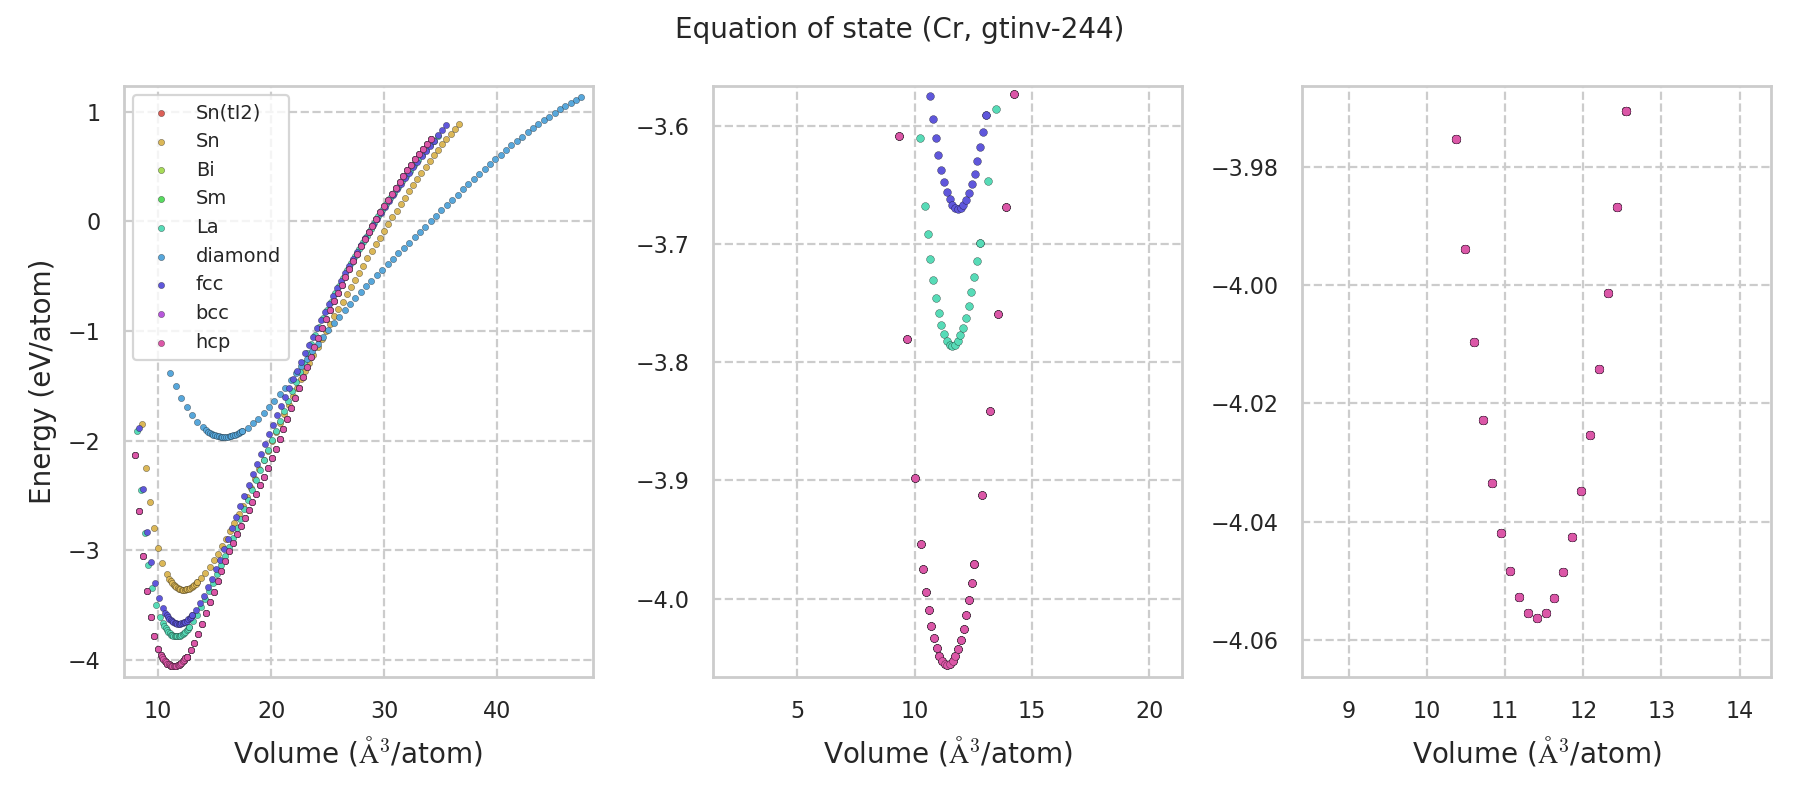 Equation of state (Cr, gtinv-244)
Energy (eV/atom)
1
0
−1
−2
−3
−4
Sn(tI2)
Sn
Bi
Sm
La
diamond
fcc
bcc
hcp
10 20 30 40
Volume (Å³/atom)
−3.6
−3.7
−3.8
−3.9
−4.0
5 10 15 20
Volume (Å³/atom)
−3.98
−4.00
−4.02
−4.04
−4.06
9 10 11 12 13 14
Volume (Å³/atom)